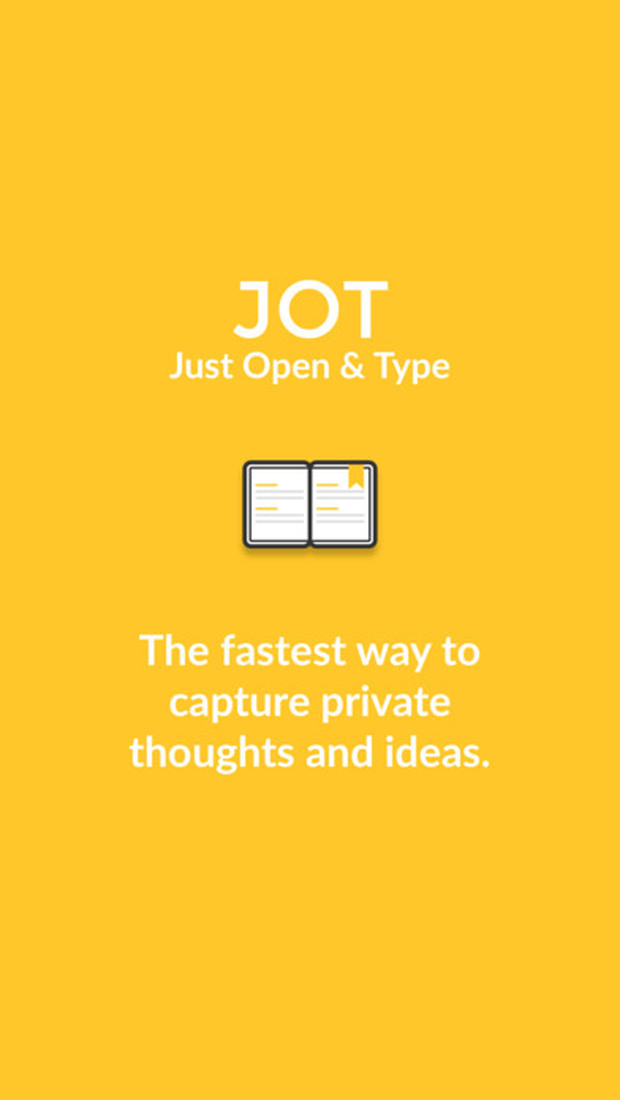 JOT
Just Open & Type
The fastest way to
capture private
thoughts and ideas.